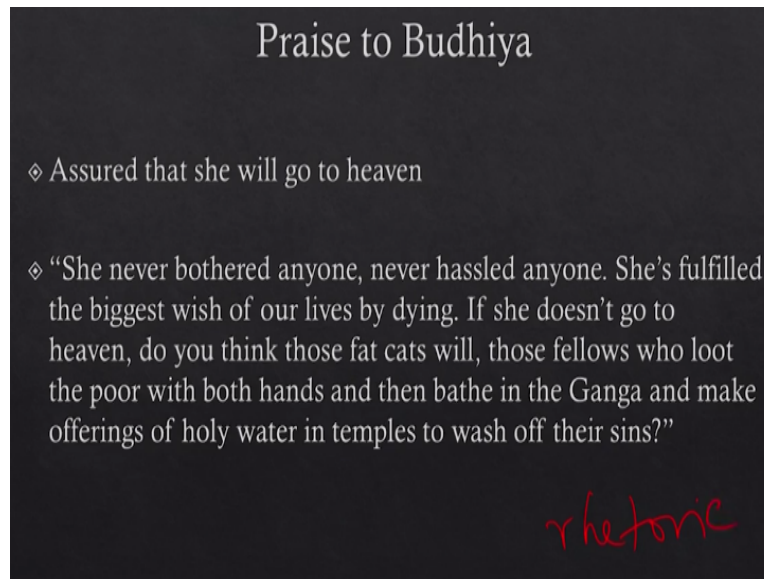 Praise to Budhiya
Assured that she will go to heaven
“She never bothered anyone, never hassled anyone. She’s fulfilled
the biggest wish of our lives by dying. If she doesn’t go to
heaven, do you think those fat cats will, those fellows who loot
the poor with both hands and then bathe in the Ganga and make
offerings of holy water in temples to wash off their sins?”
rhetoric